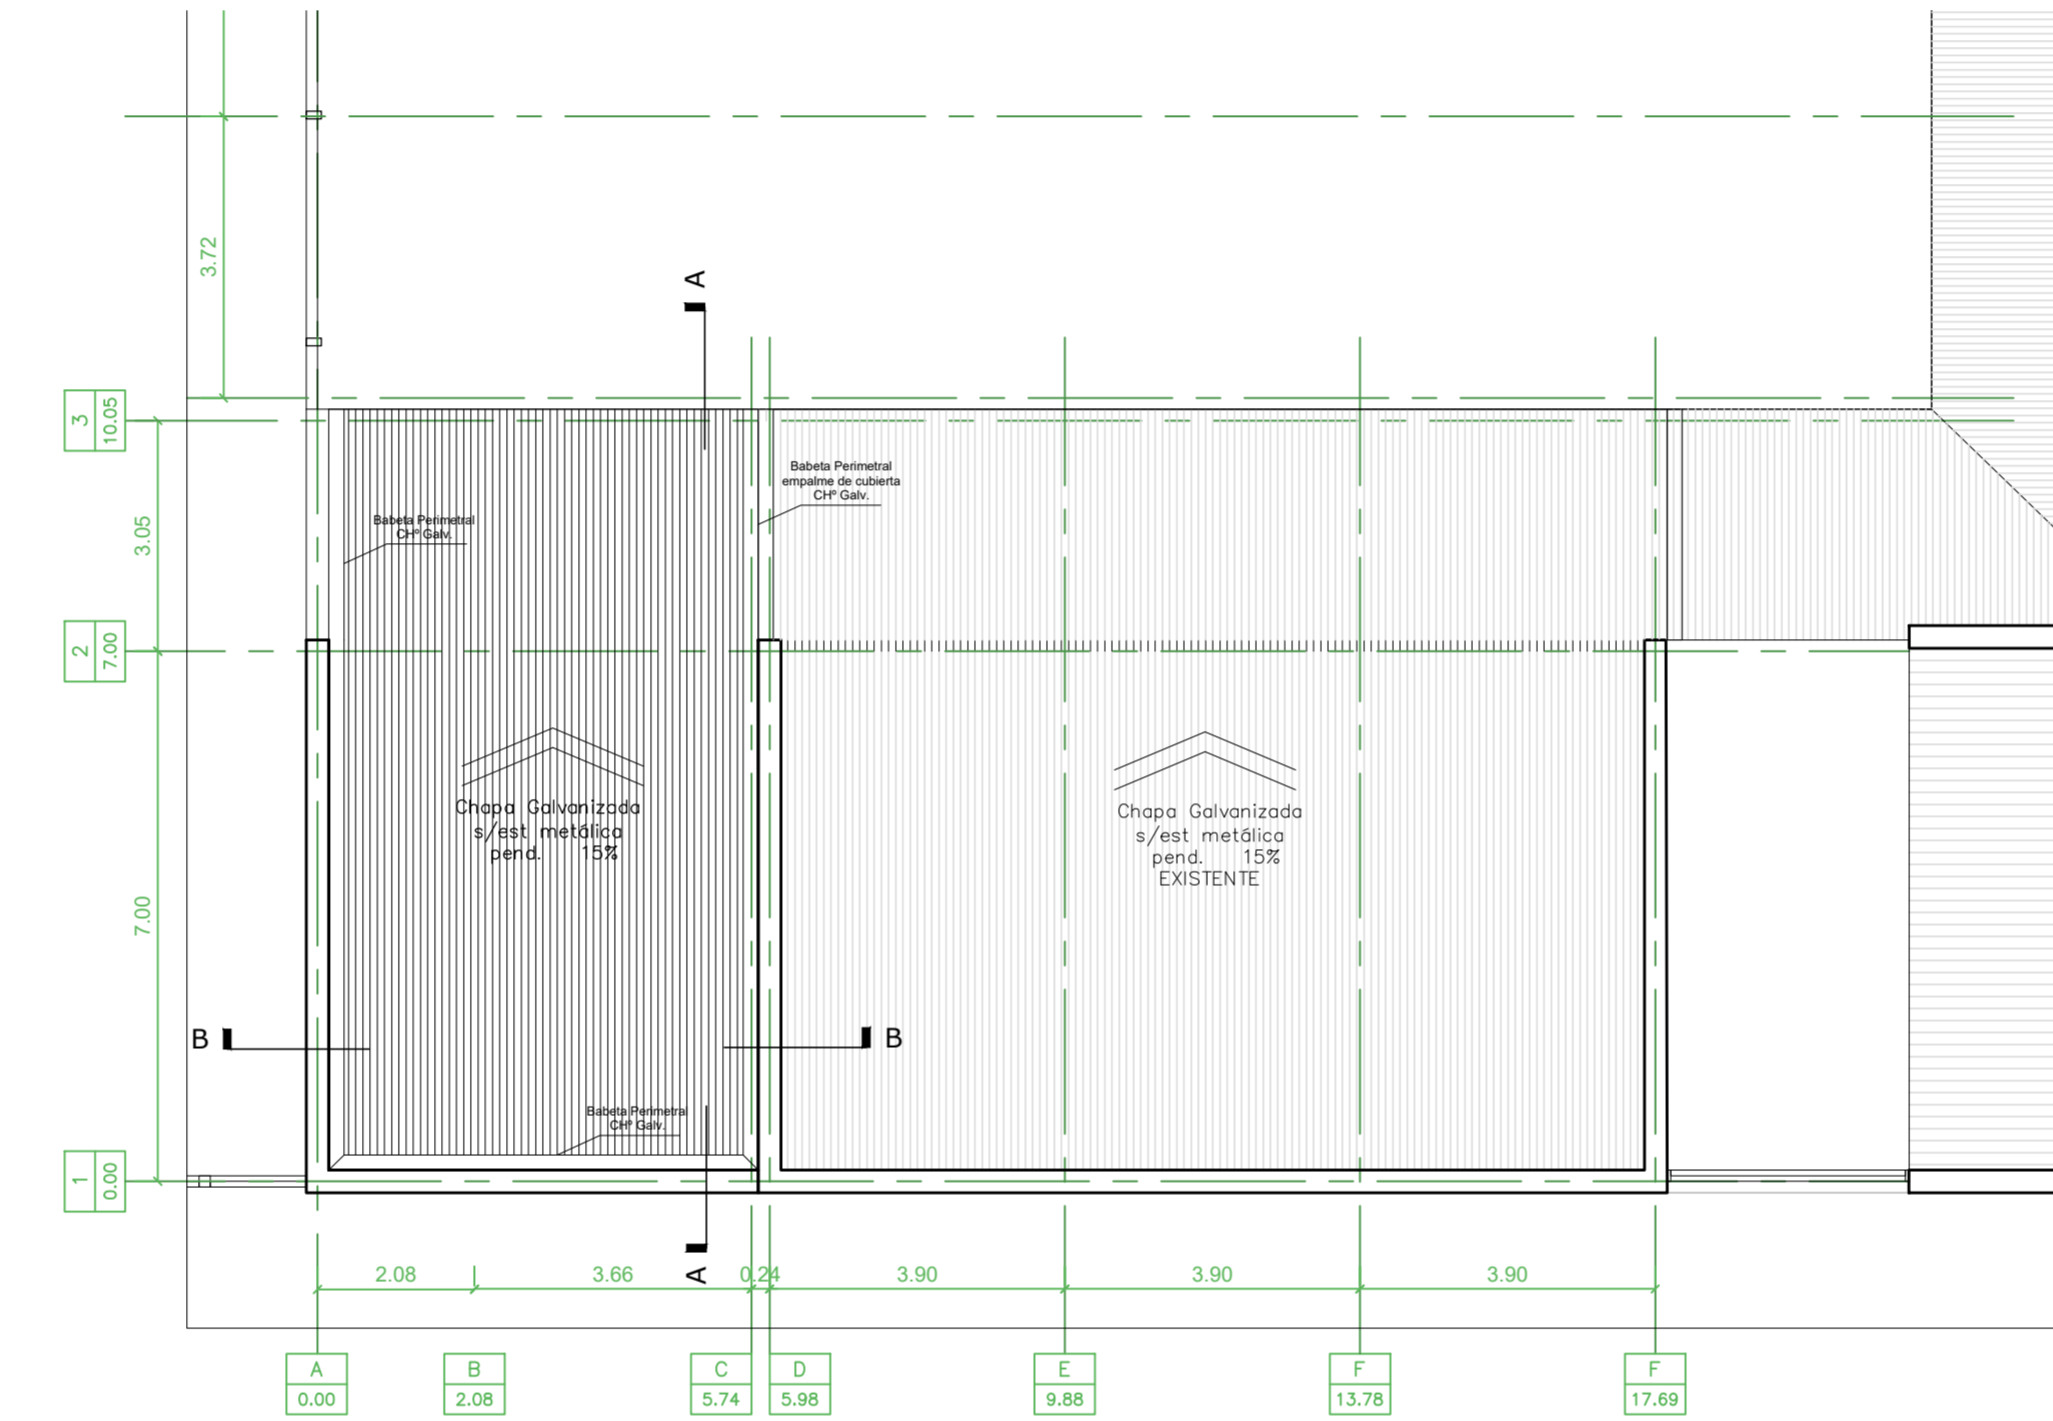 3.72
A
3
10.05
Babeta Perimetral
empalme de cubierta
CHº Galv.
Babeta Perimetral
CHº Galv.
3.05
2
7.00
Chapa Galvanizada
s/est metálica
pend. 15%
Chapa Galvanizada
s/est metálica
pend. 15%
EXISTENTE
7.00
B
B
Babeta Perimetral
CHº Galv.
1
0.00
A
2.08
3.66
0.24
3.90
3.90
3.90
A
0.00
B
2.08
C
5.74
D
5.98
E
9.88
F
13.78
F
17.69